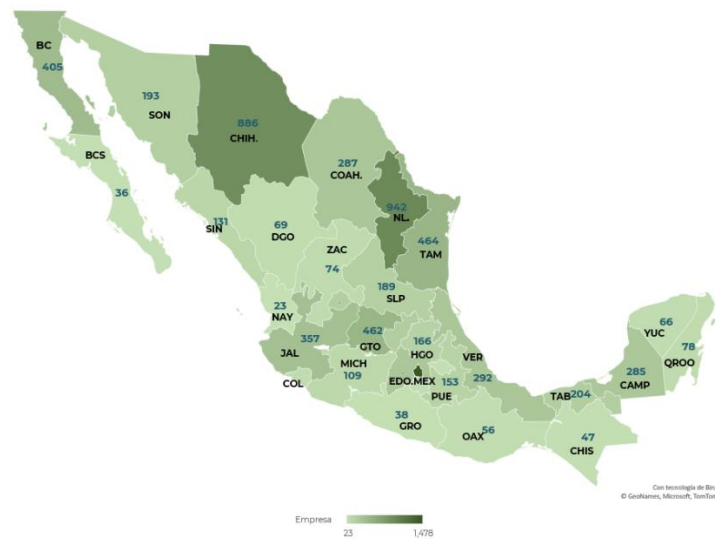 BC
405
193
SON
886
CHIH.
BCS
287
COAH.
36
942
NL.
131
SIN
69
DGO
ZAC
464
TAM
74
189
SLP
23
NAY
66
YUC
357
462
166
78
JAL
GTO
HGO
VER
QROO
MICH
285
COL
109
EDO.MEX
153
292
CAMP
PUE
TAB 204
38
GRO
56
OAX
47
CHIS
Con tecnología de Bin
© GeoNames, Microsoft, TomTom
Empresa
23
1,478